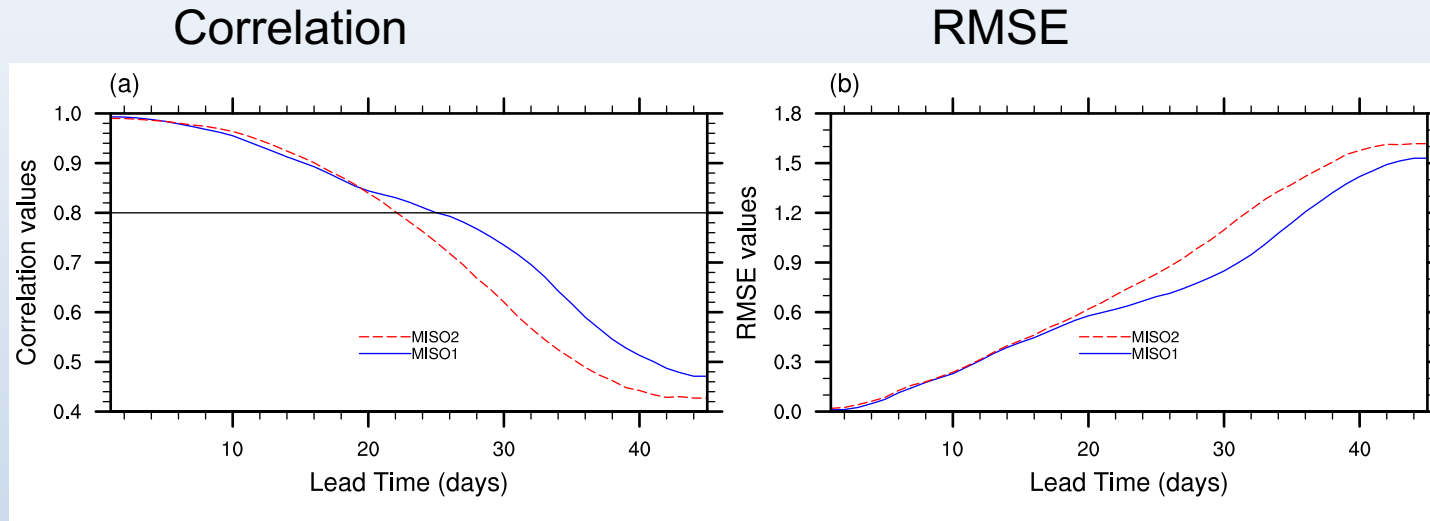 Correlation
RMSE
(a)
1.0
0.9
0.8
0.7
0.6
0.5
0.4
Correlation values
MISO2
MISO1
10
20
30
40
Lead Time (days)
(b)
1.8
1.5
1.2
0.9
0.6
0.3
0.0
RMSE values
MISO2
MISO1
10
20
30
40
Lead Time (days)